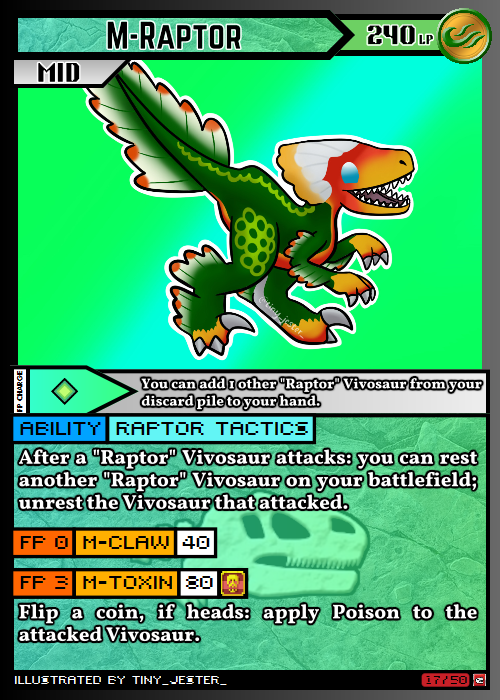 M-RAPTOR
240 LP
MID
@tiny_jester_
FP CHARGE
You can add 1 other "Raptor" Vivosaur from your
discard pile to your hand.
ABILITY RAPTOR TACTICS
After a "Raptor" Vivosaur attacks: you can rest
another "Raptor" Vivosaur on your battlefield;
unrest the Vivosaur that attacked.
FP 0 M-CLAW 40
FP 3 M-TOXIN 80
Flip a coin, if heads: apply Poison to the
attacked Vivosaur.
ILLUSTRATED BY TINY_JESTER_
17/50